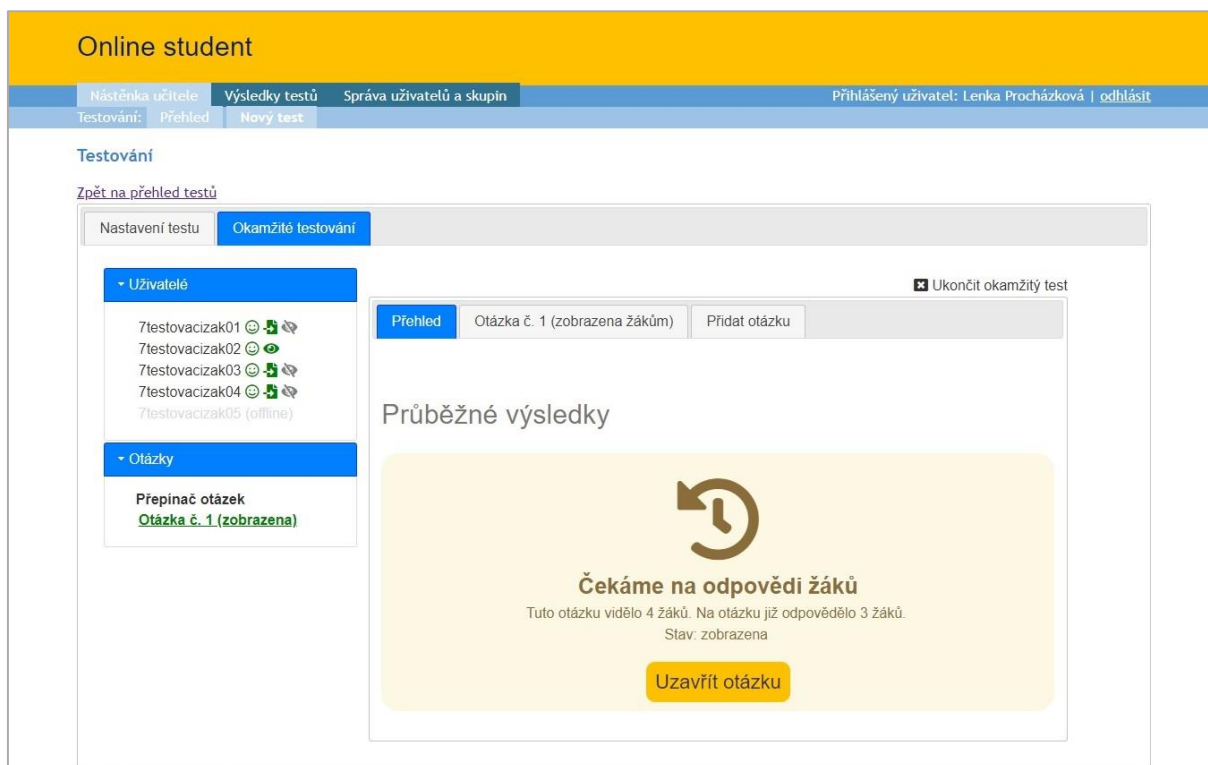 Online student
Nástěnka učitele Výsledky testů Správa uživatelů a skupin Přihlášený uživatel: Lenka Procházková | odhlásit
Testování: Přehled Nový test
Testování
Zpět na přehled testů
Nastavení testu Okamžité testování
Uživatelé
7testovacizak01
7testovacizak02
7testovacizak03
7testovacizak04
7testovacizak05 (offline)
Otázky
Přepínač otázek
Otázka č. 1 (zobrazena)
Ukončit okamžitý test
Přehled Otázka č. 1 (zobrazena žákům) Přidat otázku
Průběžné výsledky
Čekáme na odpovědi žáků
Tuto otázku vidělo 4 žáků. Na otázku již odpovědělo 3 žáků.
Stav: zobrazena
Uzavřít otázku